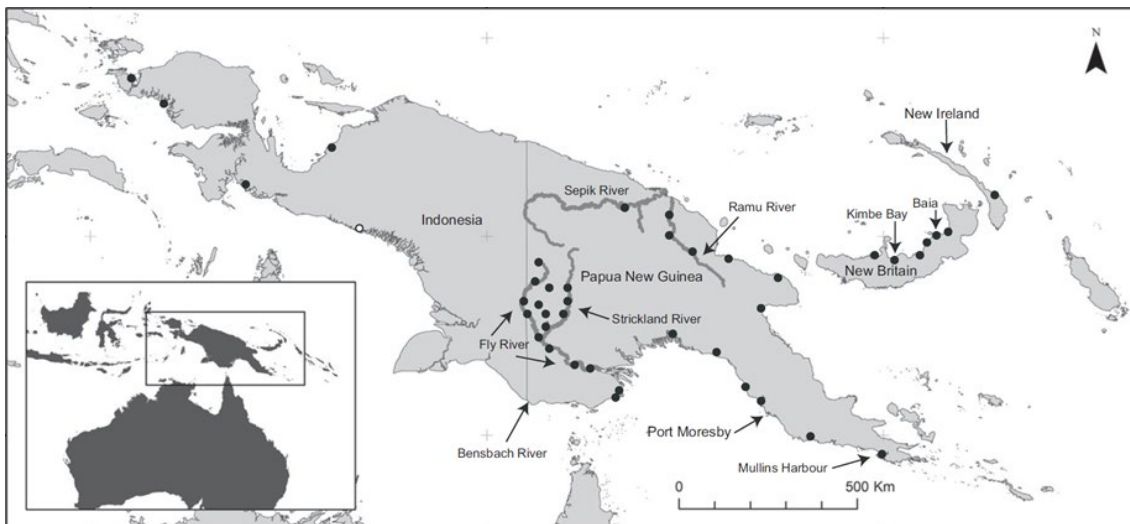 N
New Ireland
Sepik River
Baia
Ramu River
Kimbe Bay
Indonesia
Papua New Guinea
New Britain
Strickland River
Fly River
Port Moresby
Bensbach River
Mullins Harbour
0 500 Km